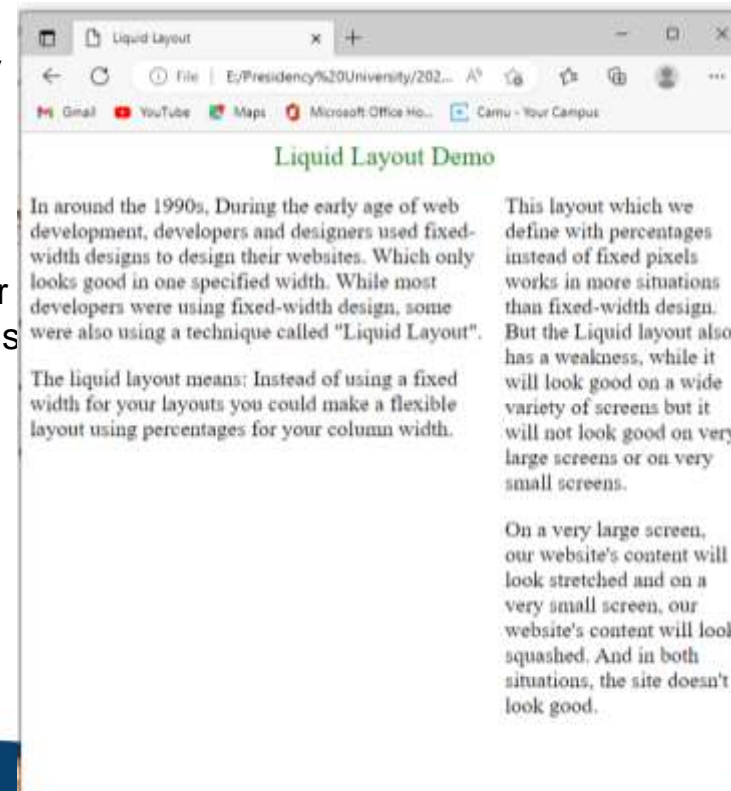 Liquid Layout
File | E:/Presidency%20University/202...
Gmail YouTube Maps Microsoft Office Ho... Camu - Your Campus
Liquid Layout Demo
In around the 1990s, During the early age of web
development, developers and designers used fixed-
width designs to design their websites. Which only
looks good in one specified width. While most
developers were using fixed-width design, some
were also using a technique called "Liquid Layout".
The liquid layout means: Instead of using a fixed
width for your layouts you could make a flexible
layout using percentages for your column width.
This layout which we
define with percentages
instead of fixed pixels
works in more situations
than fixed-width design.
But the Liquid layout also
has a weakness, while it
will look good on a wide
variety of screens but it
will not look good on very
large screens or on very
small screens.
On a very large screen,
our website's content will
look stretched and on a
very small screen, our
website's content will look
squashed. And in both
situations, the site doesn't
look good.
r
s